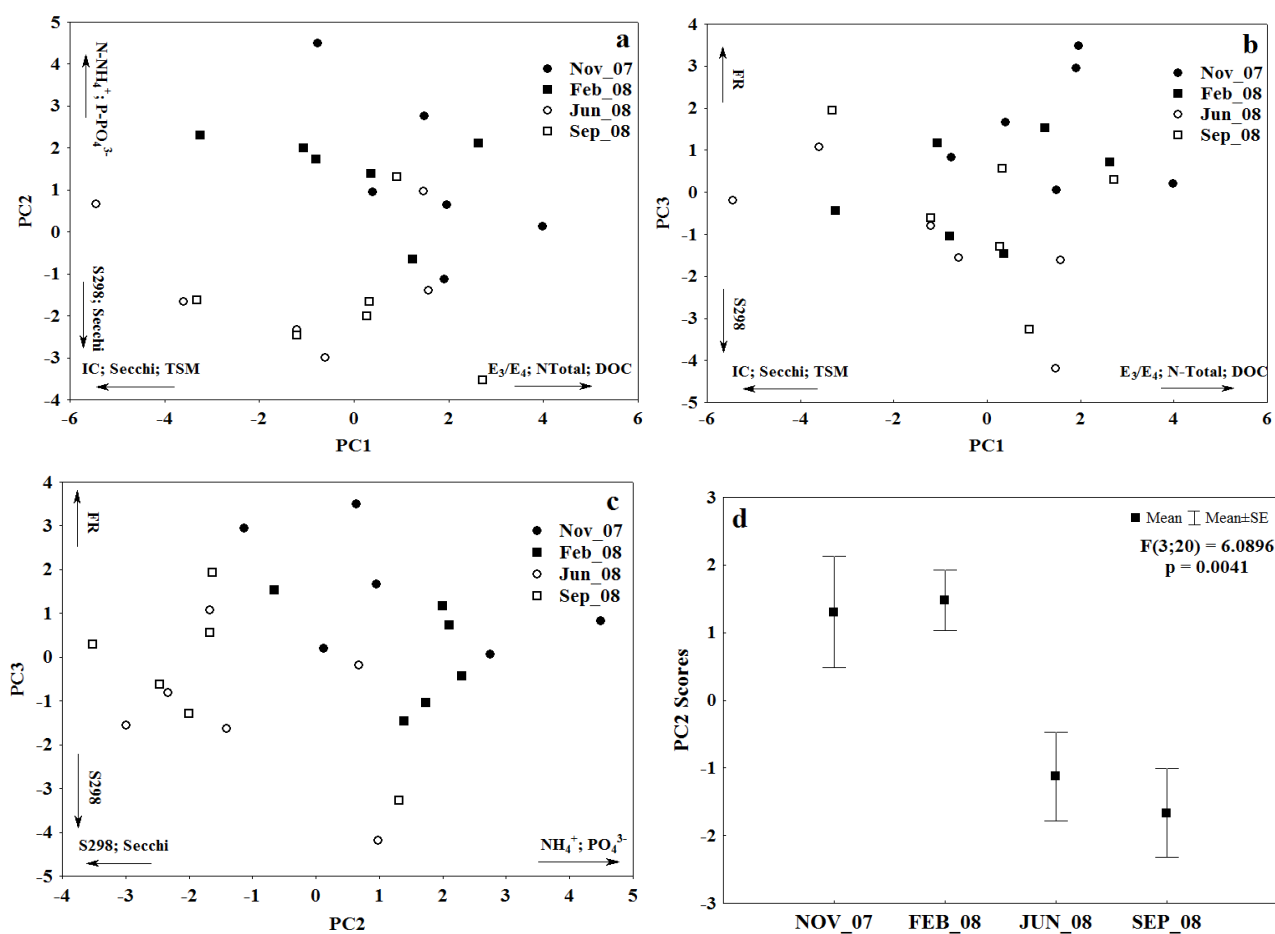 a
Nov_07
Feb_08
Jun_08
Sep_08
N-NH₄⁺; P-PO₄³⁻
S298; Secchi
IC; Secchi; TSM
E₃/E₄; NTotal; DOC
PC2
5
4
3
2
1
0
-1
-2
-3
-4
-6
-4
-2
0
2
4
6
PC1
b
Nov_07
Feb_08
Jun_08
Sep_08
FR
S298
IC; Secchi; TSM
E₃/E₄; N-Total; DOC
PC3
4
3
2
1
0
-1
-2
-3
-4
-5
-6
-4
-2
0
2
4
6
PC1
c
Nov_07
Feb_08
Jun_08
Sep_08
FR
S298
S298; Secchi
NH₄⁺; PO₄³⁻
PC3
4
3
2
1
0
-1
-2
-3
-4
-5
-4
-3
-2
-1
0
1
2
3
4
5
PC2
d
Mean
Mean±SE
F(3;20) = 6.0896
p = 0.0041
PC2 Scores
3
2
1
0
-1
-2
-3
NOV_07
FEB_08
JUN_08
SEP_08